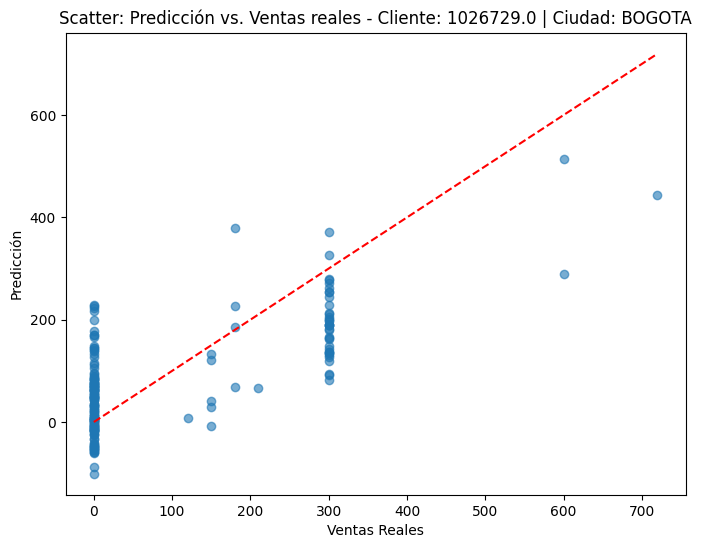 Scatter: Predicción vs. Ventas reales - Cliente: 1026729.0 | Ciudad: BOGOTA
Predicción
600
400
200
0
0 100 200 300 400 500 600 700
Ventas Reales